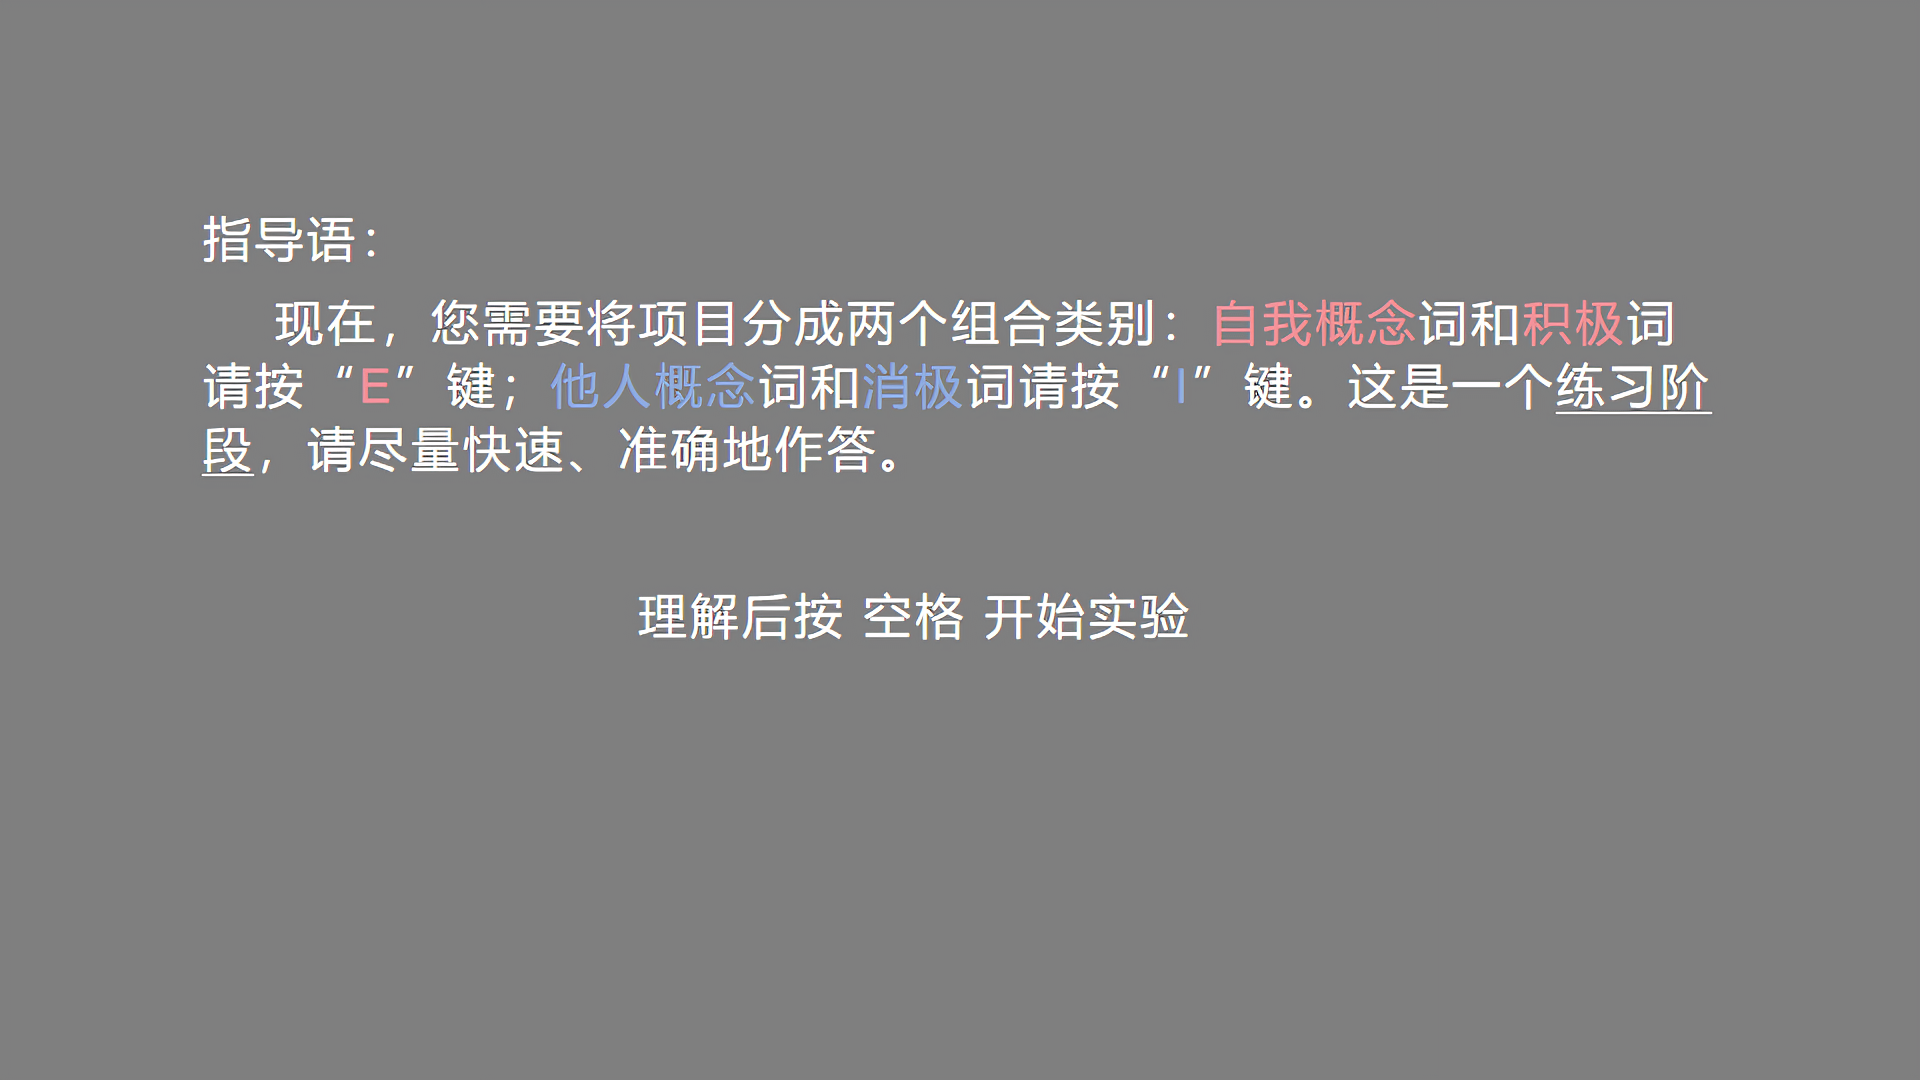 指导语：
现在，您需要将项目分成两个组合类别：自我概念词和积极词
请按“E”键；他人概念词和消极词请按“I”键。这是一个练习阶
段，请尽量快速、准确地作答。
理解后按 空格 开始实验